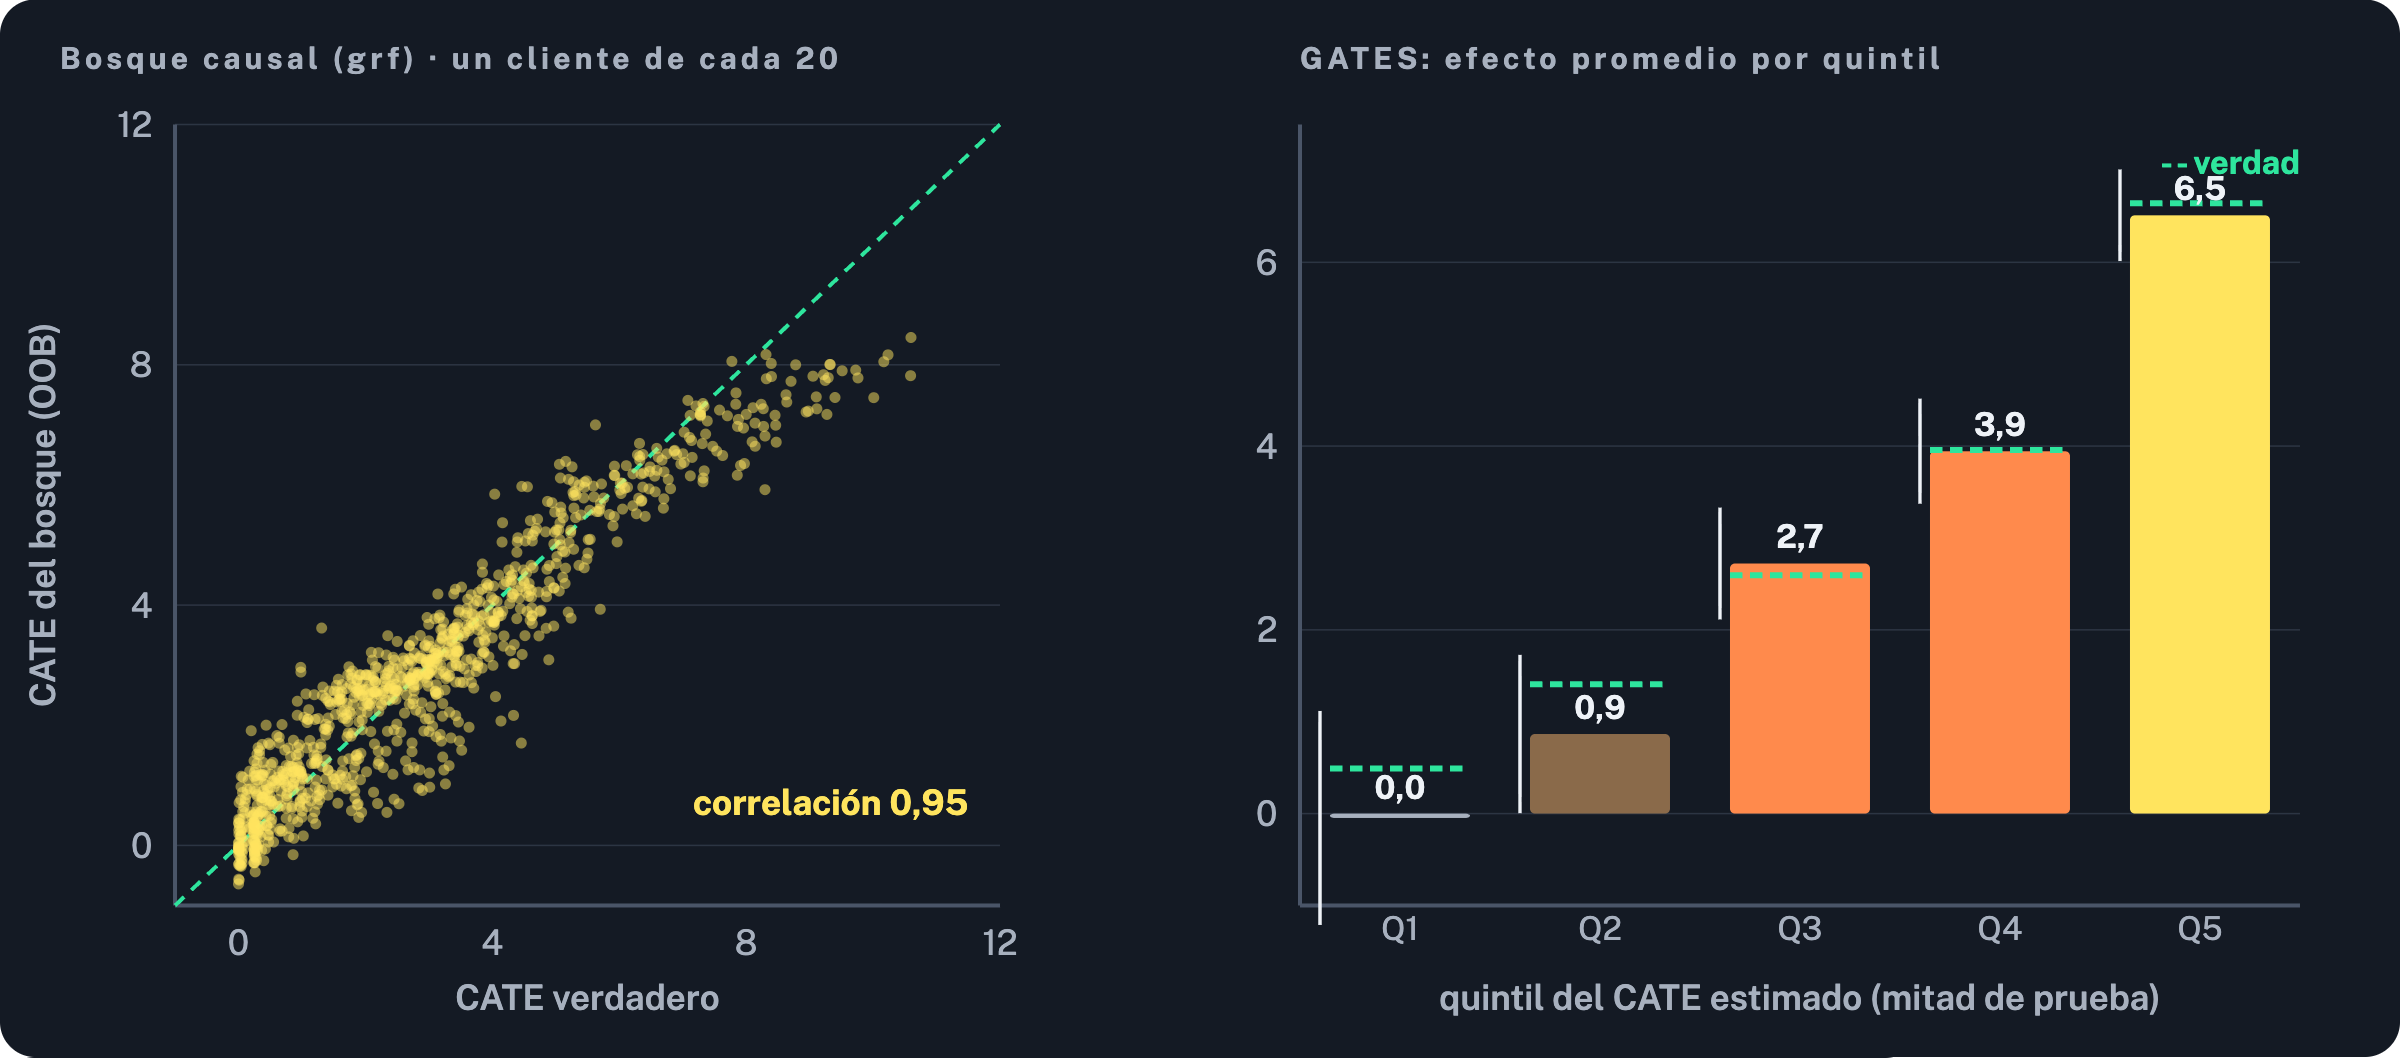 Bosque causal (grf) · un cliente de cada 20
12
8
4
0
CATE del bosque (OOB)
correlación 0,95
0 4 8 12
CATE verdadero
GATES: efecto promedio por quintil
verdad
6,5
6
3,9
4
2,7
2
0,9
0,0
0
Q1 Q2 Q3 Q4 Q5
quintil del CATE estimado (mitad de prueba)